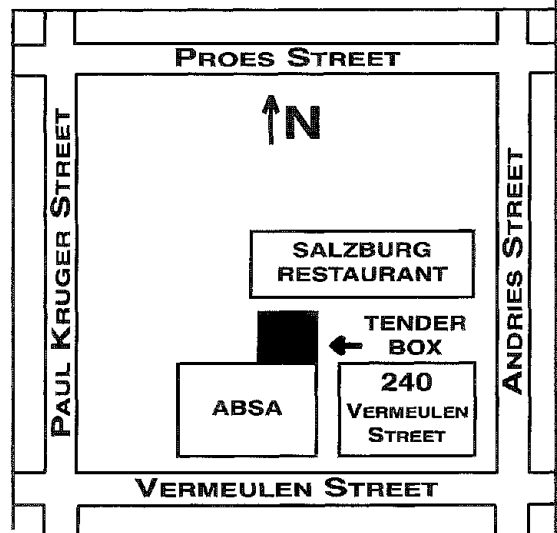 PROES STREET
N
PAUL KRUGER STREET
ANDRIES STREET
SALZBURG
RESTAURANT
TENDER
BOX
ABSA
240
VERMEULEN
STREET
VERMEULEN STREET